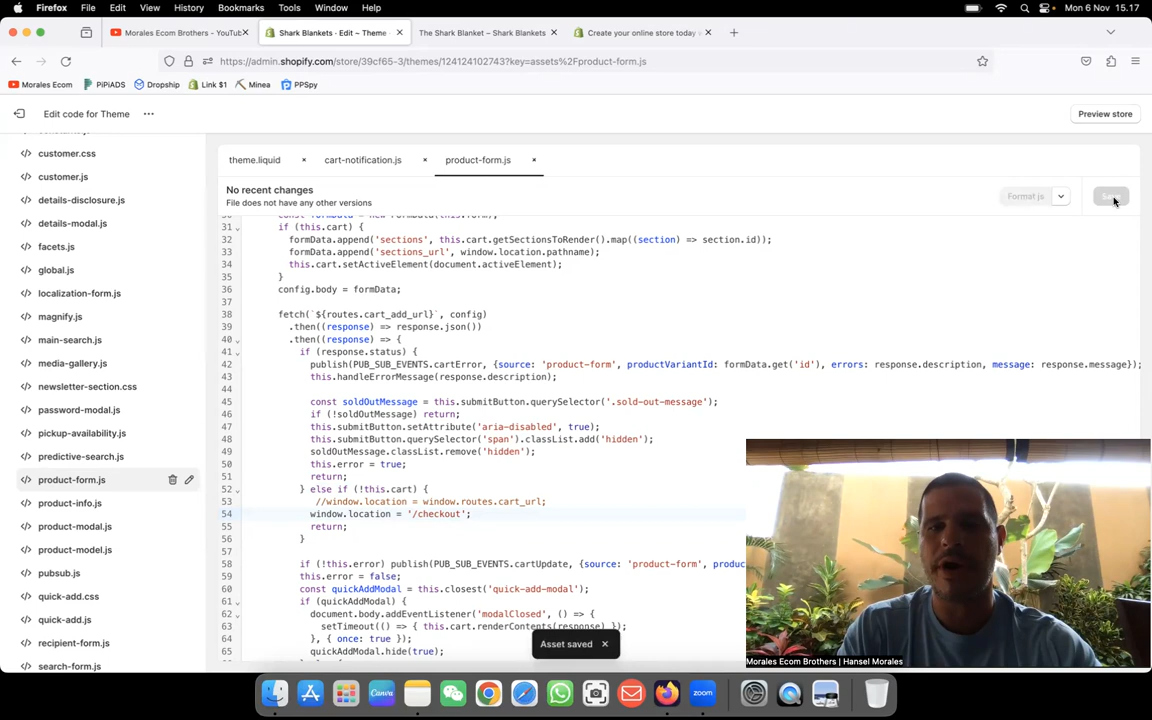 Firefox File Edit View History Bookmarks Tools Window Help Mon 6 Nov 15.17
Morales Ecom Brothers - YouTub Shark Blankets · Edit ~ Theme The Shark Blanket – Shark Blankets Create your online store today
https://admin.shopify.com/store/39cf65-3/themes/124124102743?key=assets%2Fproduct-form.js
Morales Ecom PiPiADS Dropship Link $1 Minea PPSpy
Edit code for Theme ... Preview store
customer.css
customer.js
details-disclosure.js
details-modal.js
facets.js
global.js
localization-form.js
magnify.js
main-search.js
media-gallery.js
newsletter-section.css
password-modal.js
pickup-availability.js
predictive-search.js
product-form.js
product-info.js
product-modal.js
product-model.js
pubsub.js
quick-add.css
quick-add.js
recipient-form.js
search-form.js
theme.liquid cart-notification.js product-form.js
No recent changes
File does not have any other versions
Format js Save
31 if (this.cart) {
32 formData.append('sections', this.cart.getSectionsToRender().map((section) => section.id));
33 formData.append('sections_url', window.location.pathname);
34 this.cart.setActiveElement(document.activeElement);
35 }
36 config.body = formData;
37
38 fetch(`${routes.cart_add_url}`, config)
39 .then((response) => response.json())
40 .then((response) => {
41 if (response.status) {
42 publish(PUB_SUB_EVENTS.cartError, {source: 'product-form', productVariantId: formData.get('id'), errors: response.description, message: response.message});
43 this.handleErrorMessage(response.description);
44
45 const soldOutMessage = this.submitButton.querySelector('.sold-out-message');
46 if (!soldOutMessage) return;
47 this.submitButton.setAttribute('aria-disabled', true);
48 this.submitButton.querySelector('span').classList.add('hidden');
49 soldOutMessage.classList.remove('hidden');
50 this.error = true;
51 return;
52 } else if (!this.cart) {
53 //window.location = window.routes.cart_url;
54 window.location = '/checkout';
55 return;
56 }
57
58 if (!this.error) publish(PUB_SUB_EVENTS.cartUpdate, {source: 'product-form', produc
59 this.error = false;
60 const quickAddModal = this.closest('quick-add-modal');
61 if (quickAddModal) {
62 document.body.addEventListener('modalClosed', () => {
63 setTimeout(() => { this.cart.renderContents(response) });
64 }, { once: true });
65 quickAddModal.hide(true);
Asset saved
Morales Ecom Brothers | Hansel Morales
Canva
zoom